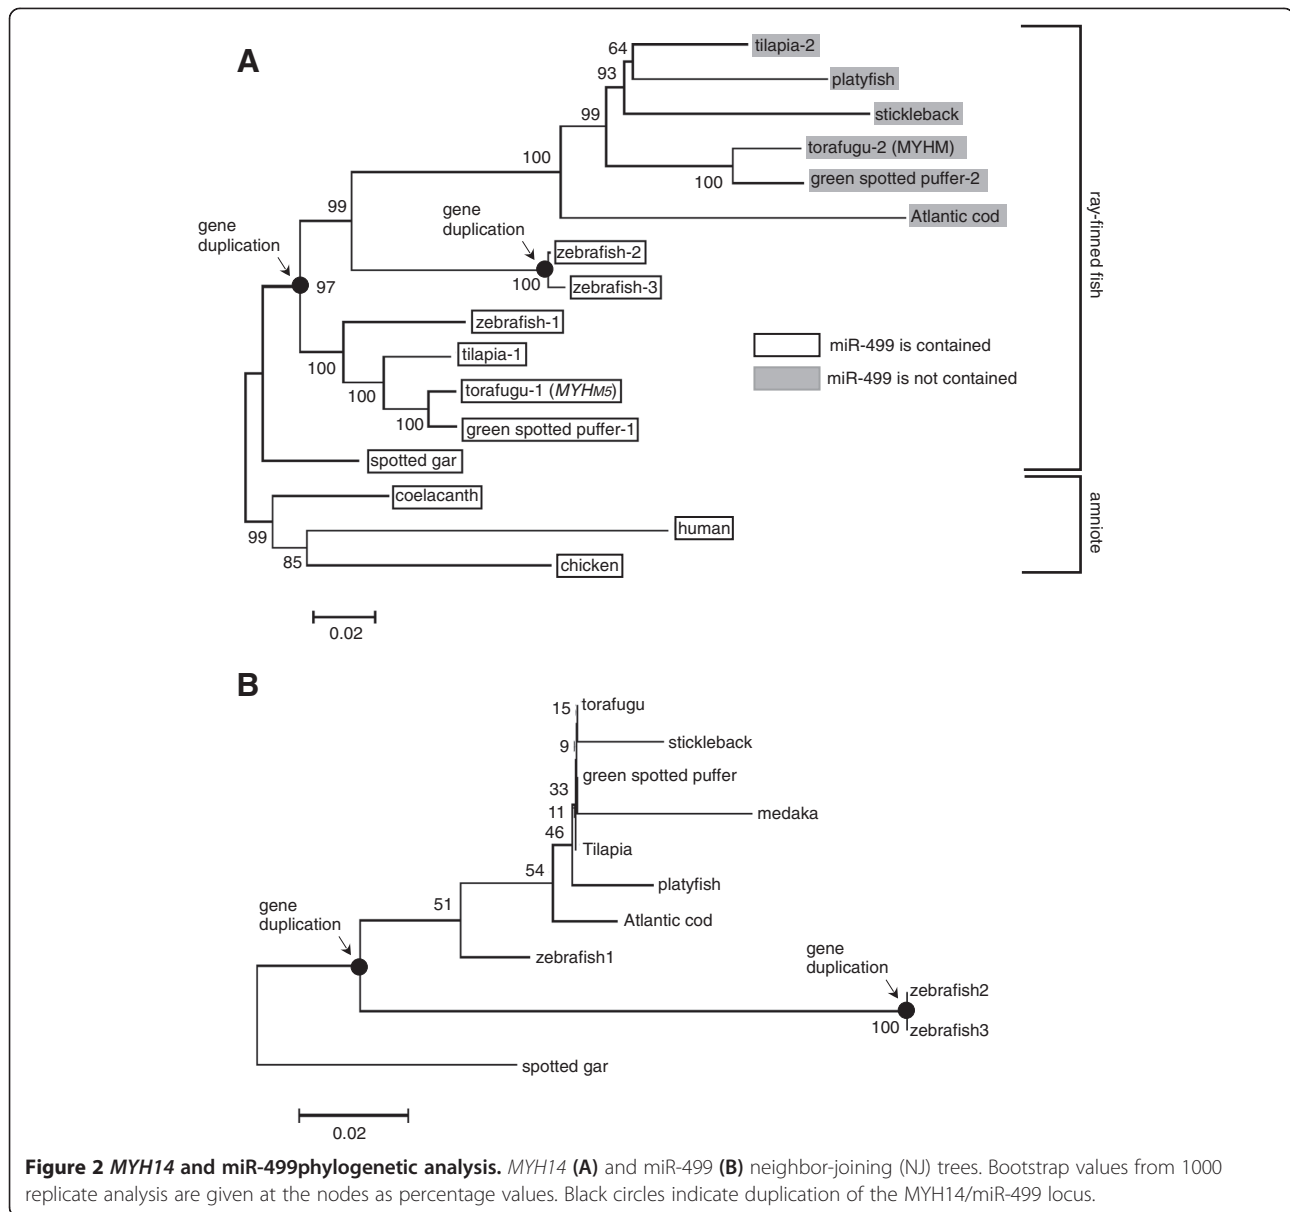 A
64
tilapia-2
93
platyfish
99
stickleback
torafugu-2 (MYHM)
100
100
green spotted puffer-2
99
Atlantic cod
gene
duplication
gene
duplication
zebrafish-2
100
zebrafish-3
97
zebrafish-1
100
tilapia-1
100
torafugu-1 (MYHM5)
100
green spotted puffer-1
spotted gar
coelacanth
99
human
85
chicken
miR-499 is contained
miR-499 is not contained
ray-finned fish
amniote
0.02
B
15
torafugu
9
stickleback
33
green spotted puffer
11
medaka
46
Tilapia
54
platyfish
51
Atlantic cod
gene
duplication
zebrafish1
gene
duplication
zebrafish2
100
zebrafish3
spotted gar
0.02
Figure 2 MYH14 and miR-499phylogenetic analysis. MYH14 (A) and miR-499 (B) neighbor-joining (NJ) trees. Bootstrap values from 1000
replicate analysis are given at the nodes as percentage values. Black circles indicate duplication of the MYH14/miR-499 locus.